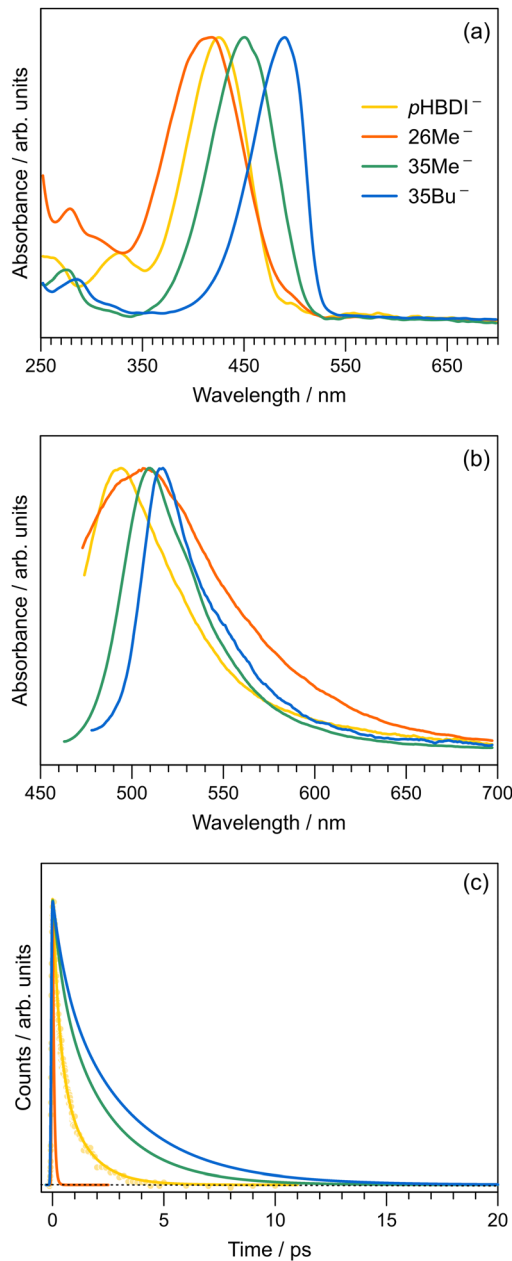 (a)
Absorbance / arb. units
pHBDI⁻
26Me⁻
35Me⁻
35Bu⁻
250 350 450 550 650
Wavelength / nm
(b)
Absorbance / arb. units
450 500 550 600 650 700
Wavelength / nm
(c)
Counts / arb. units
0 5 10 15 20
Time / ps